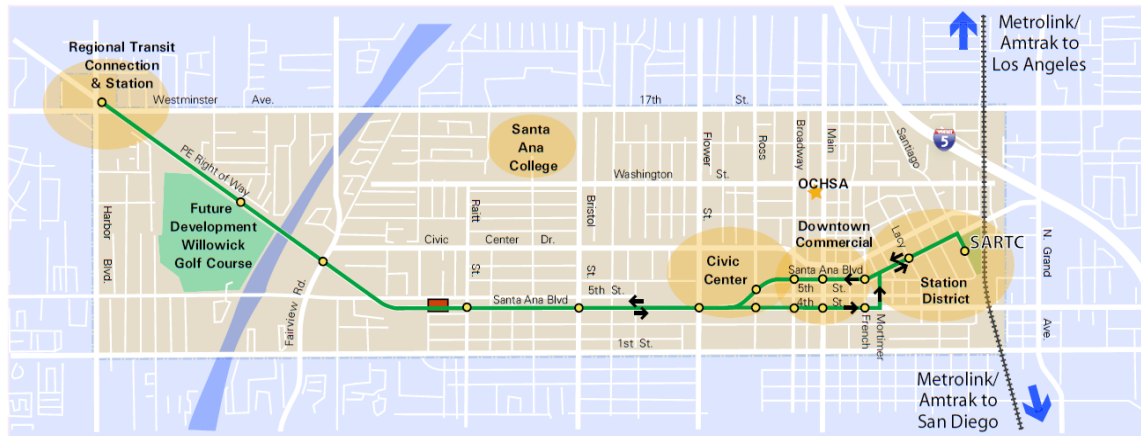 Metrolink/
Amtrak to
Los Angeles
Regional Transit
Connection
& Station
Westminster Ave.
17th St.
Santa
Ana
College
Flower
St.
Ross
Broadway
Main
Santiago
INTERSTATE
5
PE Right of Way
Washington St.
OCHSA
Future
Development
Willowick
Golf Course
Harbor
Blvd.
Raitt
St.
Bristol
St.
Civic Center Dr.
Downtown
Commercial
Lacy
SARTC
N. Grand
Ave.
Civic
Center
Santa Ana Blvd
5th St.
4th St
Station
District
Fairview Rd.
Santa Ana Blvd
5th St.
French
Mortimer
1st St.
Metrolink/
Amtrak to
San Diego